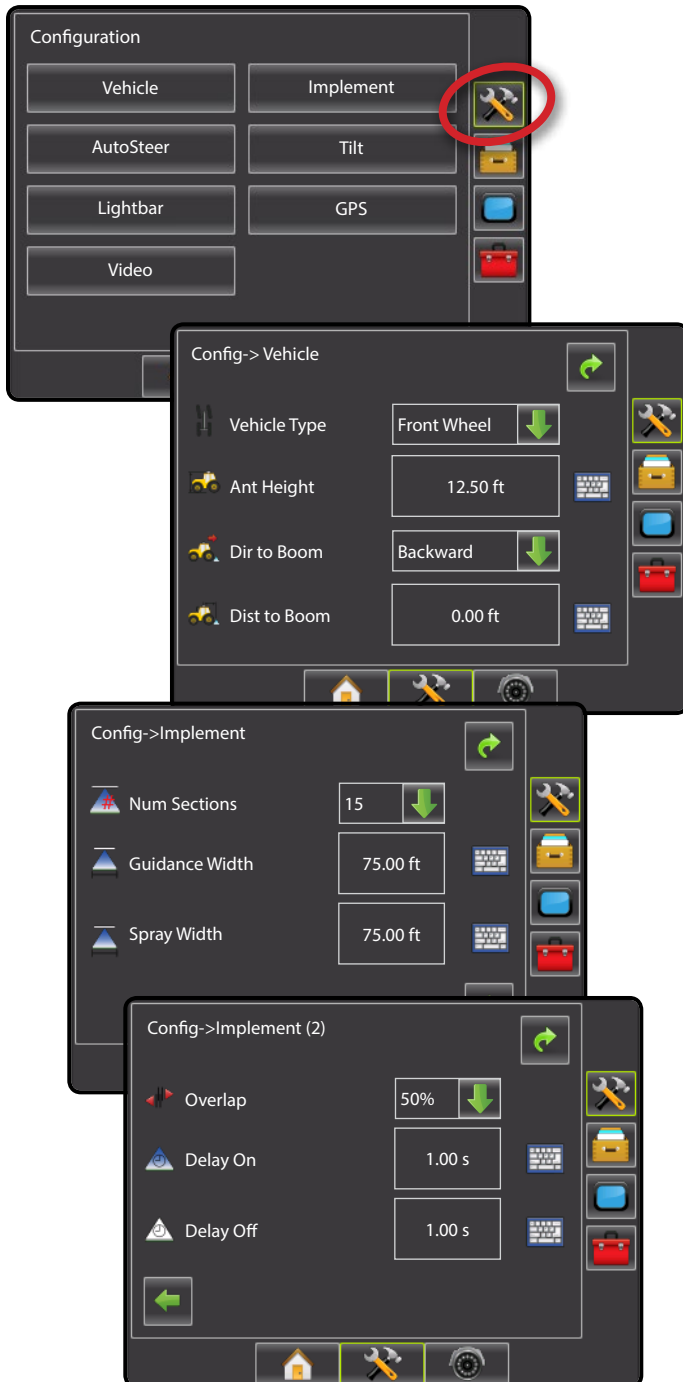 Configuration
Vehicle
Implement
AutoSteer
Tilt
Lightbar
GPS
Video
Config-> Vehicle
Vehicle Type
Front Wheel
Ant Height
12.50 ft
Dir to Boom
Backward
Dist to Boom
0.00 ft
Config->Implement
# Num Sections
15
Guidance Width
75.00 ft
Spray Width
75.00 ft
Config->Implement (2)
Overlap
50%
Delay On
1.00 s
Delay Off
1.00 s